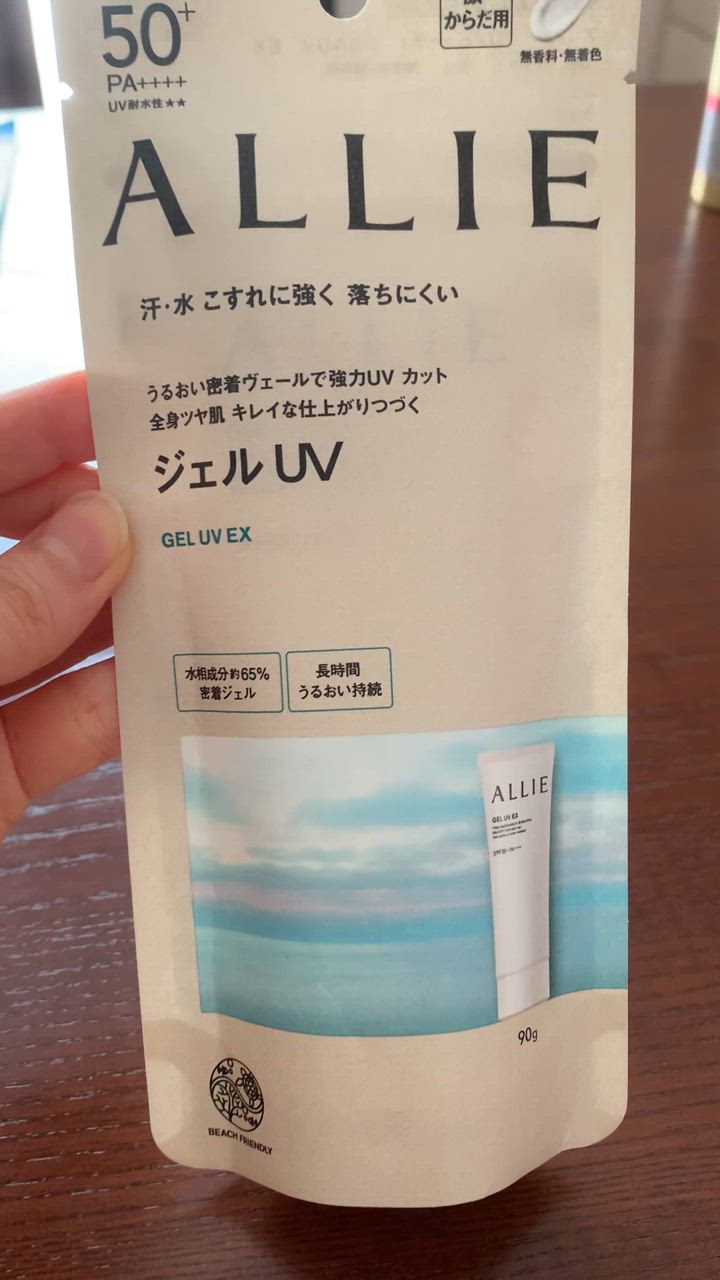 50+
PA++++
UV耐水性★★
からだ用
無香料・無着色
ALLIE
汗・水 こすれに強く 落ちにくい
うるおい密着ヴェールで強力UV カット
全身ツヤ肌 キレイな仕上がりつづく
ジェル UV
GEL UV EX
水相成分約65%
密着ジェル
長時間
うるおい持続
ALLIE
GEL UV EX
90g
BEACH FRIENDLY